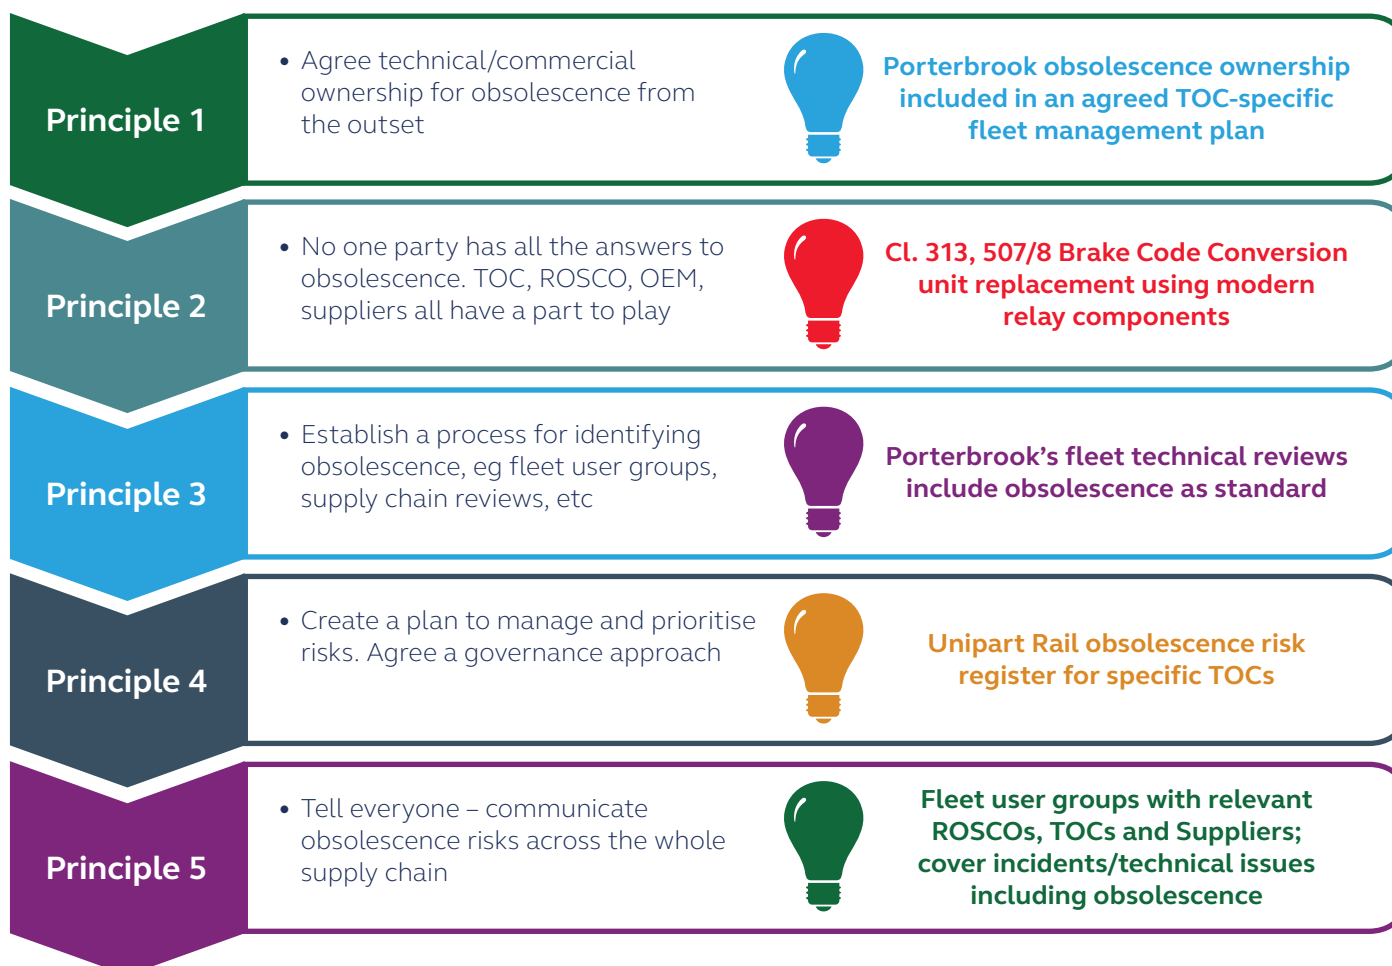 Principle 1
• Agree technical/commercial
ownership for obsolescence from
the outset
Porterbrook obsolescence ownership
included in an agreed TOC-specific
fleet management plan
Principle 2
• No one party has all the answers to
obsolescence. TOC, ROSCO, OEM,
suppliers all have a part to play
Cl. 313, 507/8 Brake Code Conversion
unit replacement using modern
relay components
Principle 3
• Establish a process for identifying
obsolescence, eg fleet user groups,
supply chain reviews, etc
Porterbrook’s fleet technical reviews
include obsolescence as standard
Principle 4
• Create a plan to manage and prioritise
risks. Agree a governance approach
Unipart Rail obsolescence risk
register for specific TOCs
Principle 5
• Tell everyone – communicate
obsolescence risks across the whole
supply chain
Fleet user groups with relevant
ROSCOs, TOCs and Suppliers;
cover incidents/technical issues
including obsolescence